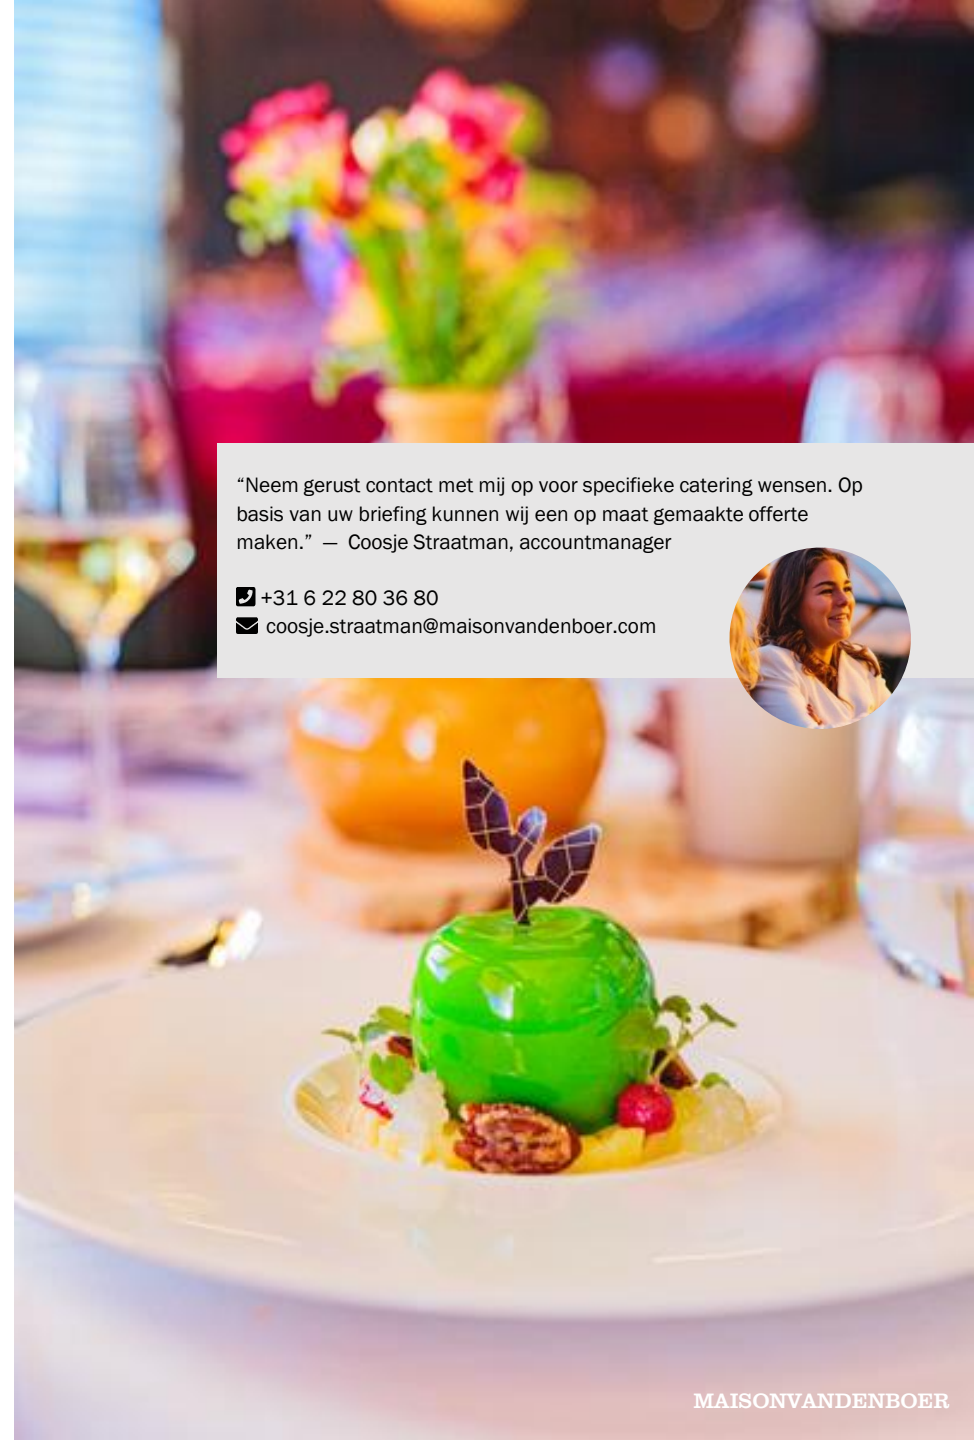 “Neem gerust contact met mij op voor specifieke catering wensen. Op
basis van uw briefing kunnen wij een op maat gemaakte offerte
maken.” — Coosje Straatman, accountmanager
+31 6 22 80 36 80
coosje.straatman@maisonvandenboer.com
MAISONVANDENBOER